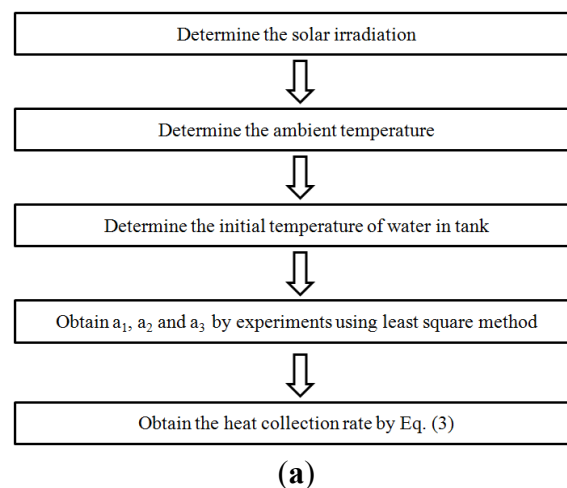 Determine the solar irradiation
Determine the ambient temperature
Determine the initial temperature of water in tank
Obtain a₁, a₂ and a₃ by experiments using least square method
Obtain the heat collection rate by Eq. (3)
(a)